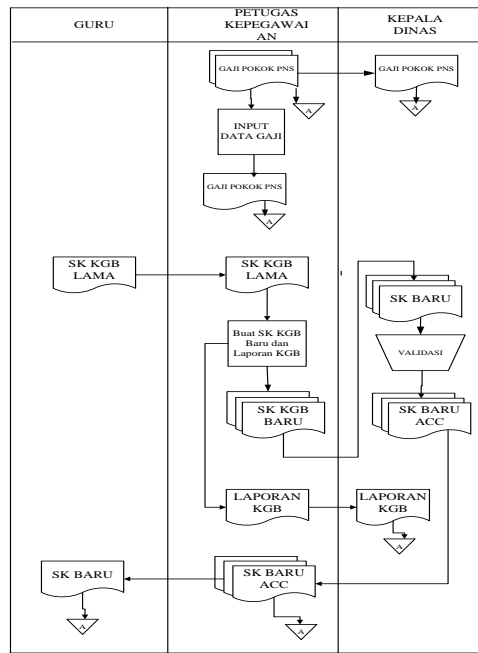 GURU
PETUGAS
KEPEGAWAI
AN
KEPALA
DINAS
GAJI POKOK PNS
GAJI POKOK PNS
A
A
INPUT
DATA GAJI
GAJI POKOK PNS
A
SK KGB
LAMA
SK KGB
LAMA
SK BARU
Buat SK KGB
Baru dan
Laporan KGB
VALIDASI
SK KGB
BARU
SK BARU
ACC
LAPORAN
KGB
LAPORAN
KGB
A
SK BARU
SK BARU
ACC
A
A